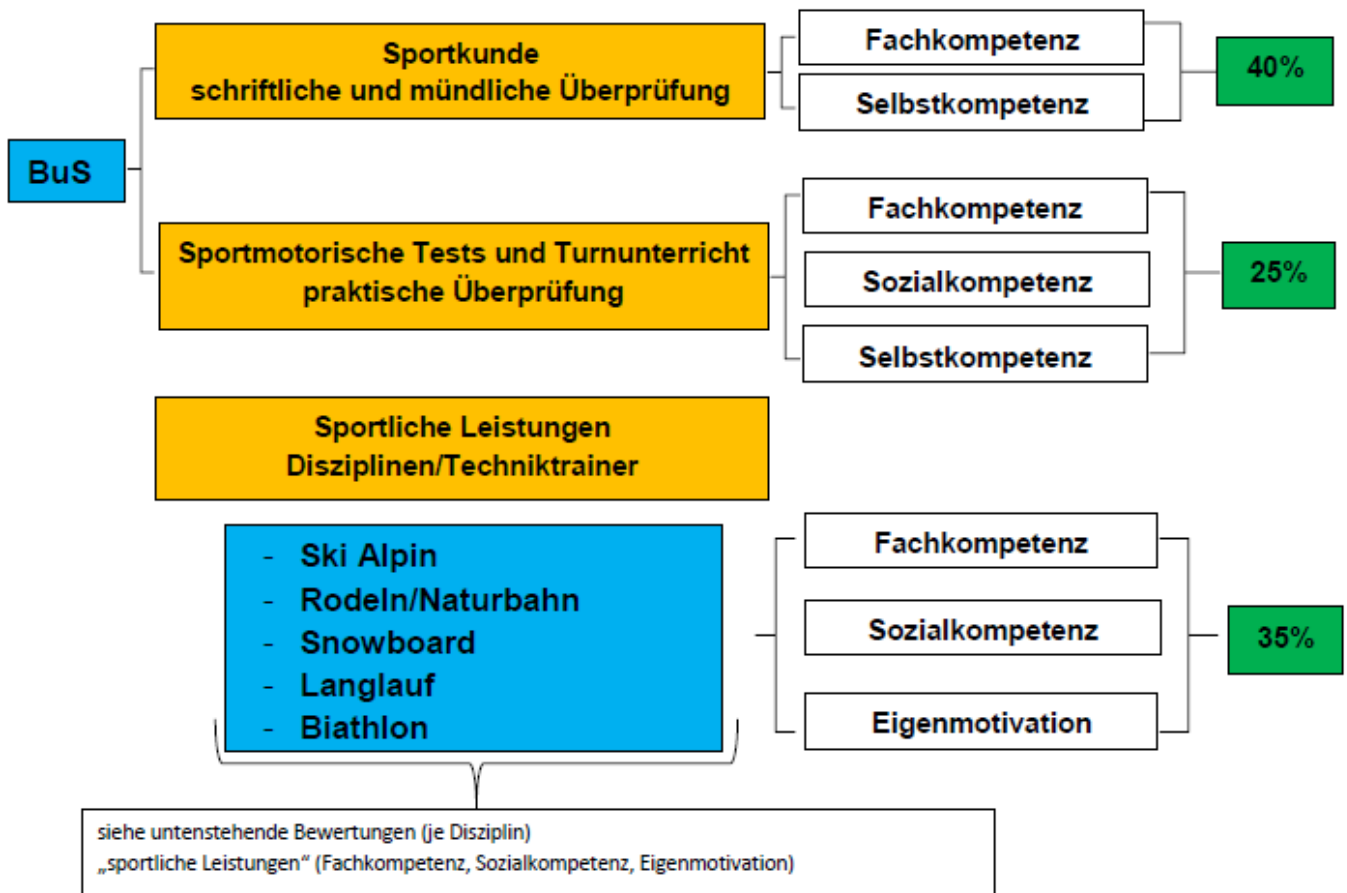 BuS
Sportkunde
schriftliche und mündliche Überprüfung
Fachkompetenz
Selbstkompetenz
40%
Sportmotorische Tests und Turnunterricht
praktische Überprüfung
Fachkompetenz
Sozialkompetenz
Selbstkompetenz
25%
Sportliche Leistungen
Disziplinen/Techniktrainer
- Ski Alpin
- Rodeln/Naturbahn
- Snowboard
- Langlauf
- Biathlon
Fachkompetenz
Sozialkompetenz
Eigenmotivation
35%
siehe untenstehende Bewertungen (je Disziplin)
„sportliche Leistungen“ (Fachkompetenz, Sozialkompetenz, Eigenmotivation)